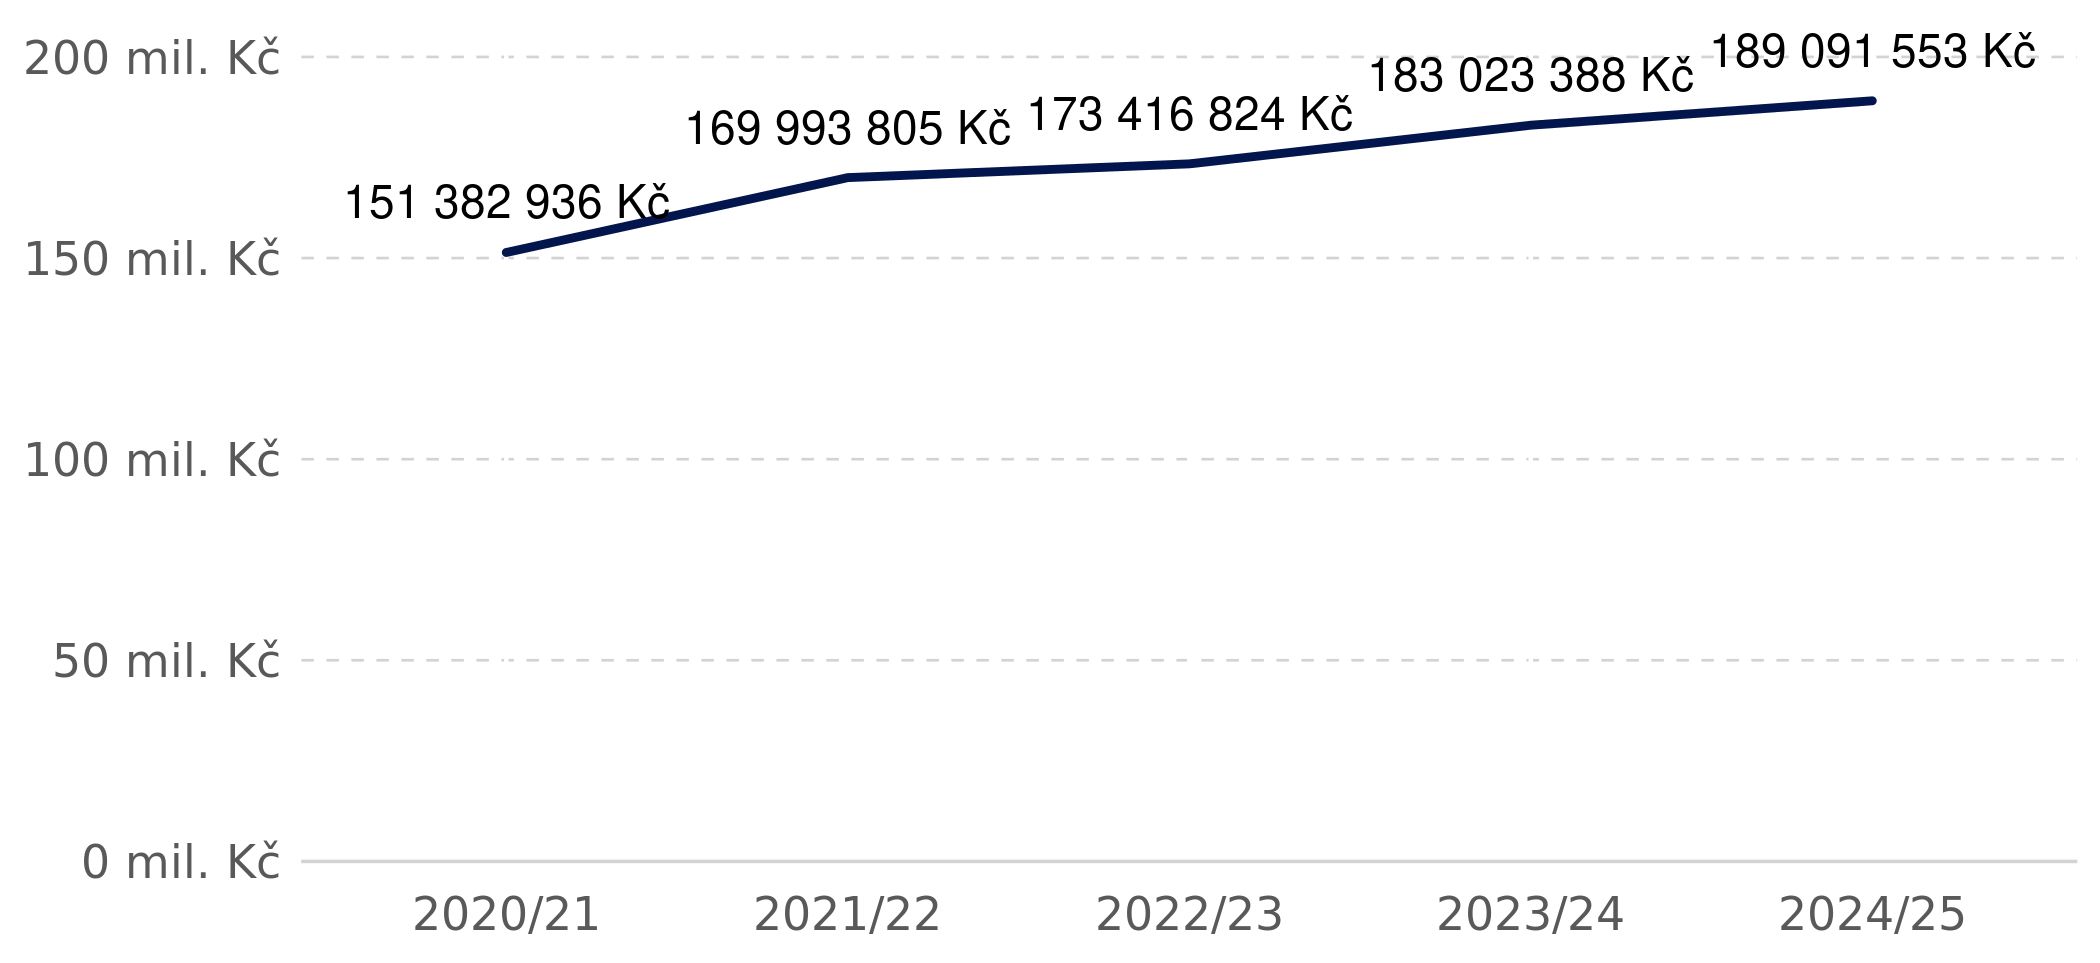 200 mil. Kč
189 091 553 Kč
183 023 388 Kč
173 416 824 Kč
169 993 805 Kč
151 382 936 Kč
150 mil. Kč
100 mil. Kč
50 mil. Kč
0 mil. Kč
2020/21 2021/22 2022/23 2023/24 2024/25